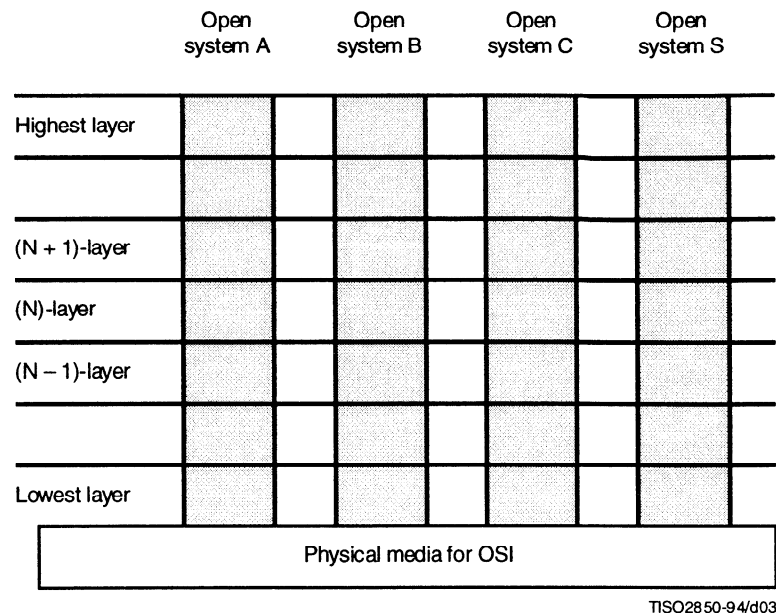 Open Open Open Open
system A system B system C system S
Highest layer
(N + 1)-layer
(N)-layer
(N – 1)-layer
Lowest layer
Physical media for OSI
TISO2850-94/d03